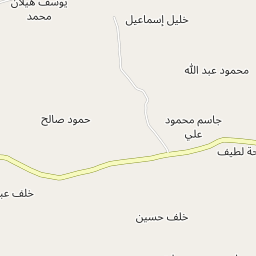 يوسف هيلان
محمد
خليل إسماعيل
محمود عبد الله
جاسم محمود
علي
حمود صالح
لطيف
خلف
خلف حسين